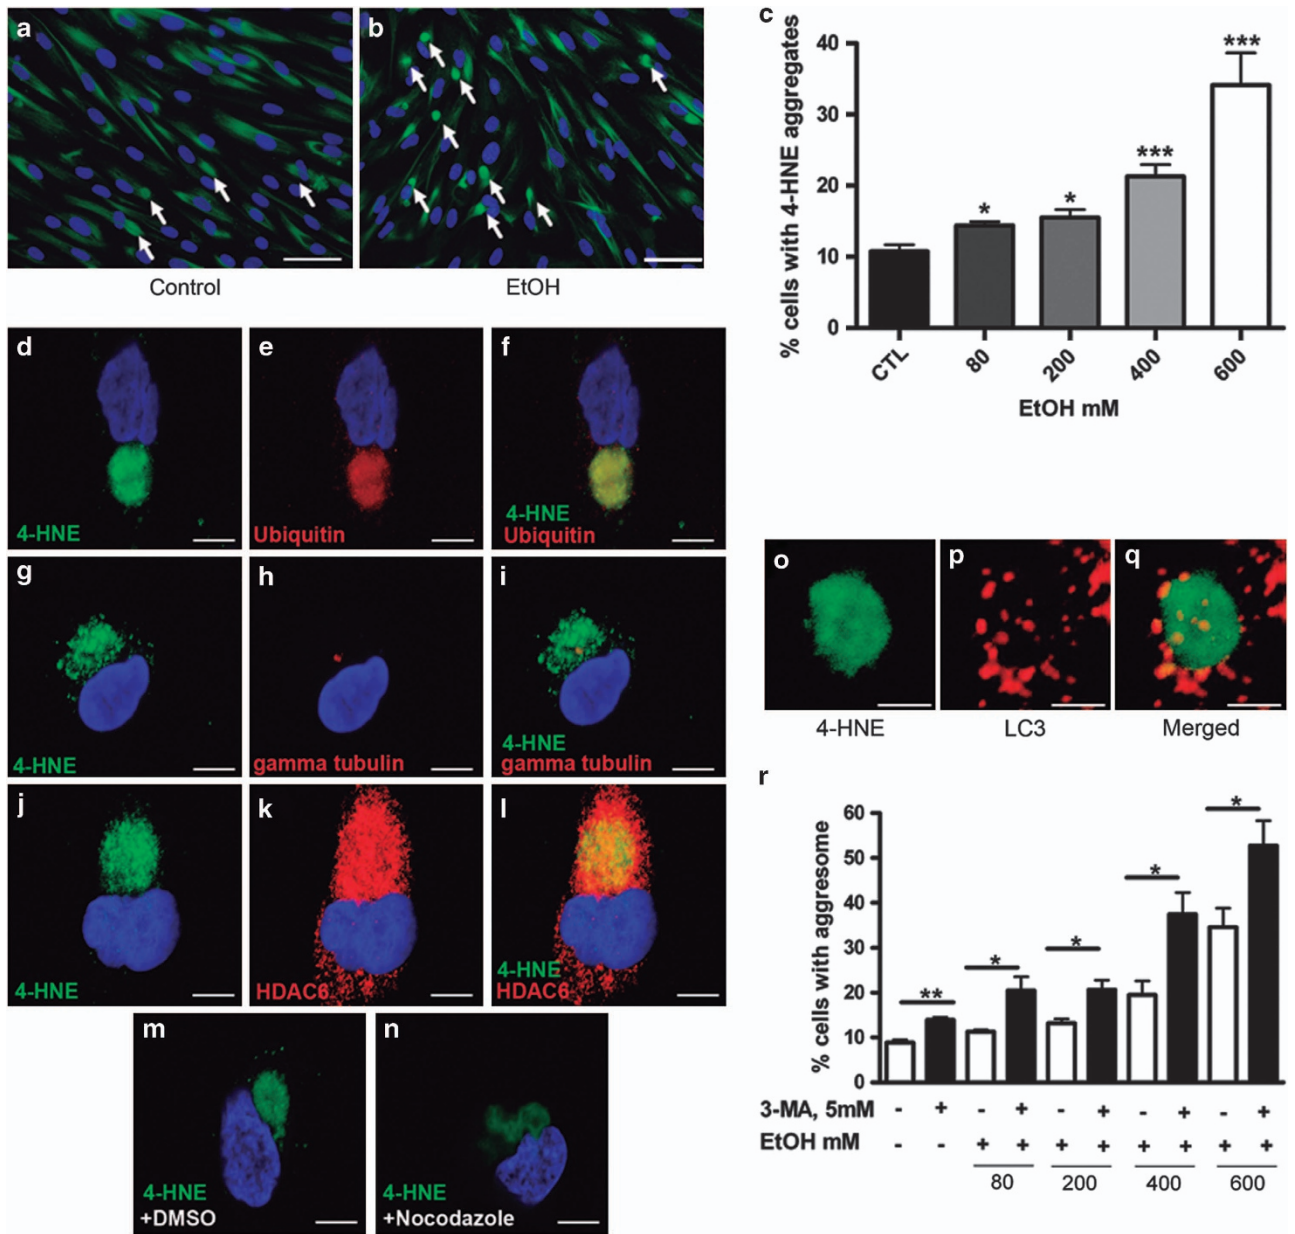 a
b
Control
EtOH
c
% cells with 4-HNE aggregates
40
30
20
10
0
*
*
***
***
CTL
80
200
400
600
EtOH mM
d
4-HNE
e
Ubiquitin
f
4-HNE
Ubiquitin
g
4-HNE
h
gamma tubulin
i
4-HNE
gamma tubulin
j
4-HNE
k
HDAC6
l
4-HNE
HDAC6
m
4-HNE
+DMSO
n
4-HNE
+Nocodazole
o
p
q
4-HNE
LC3
Merged
r
% cells with aggresome
60
50
40
30
20
10
0
**
*
*
*
*
3-MA, 5mM - + - + - + - + - +
EtOH mM - - + + + + + + + +
80
200
400
600